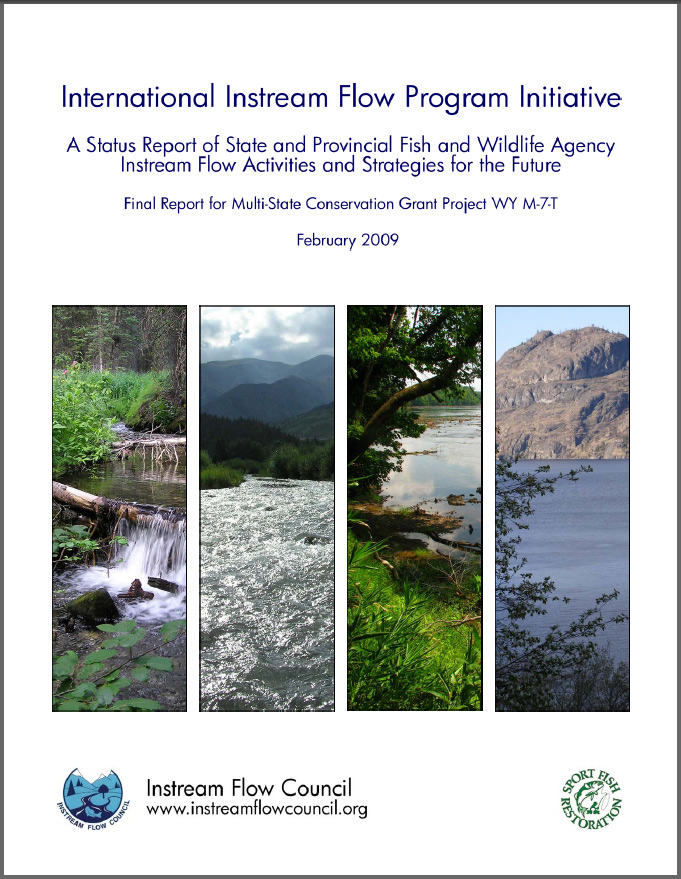 International Instream Flow Program Initiative
A Status Report of State and Provincial Fish and Wildlife Agency
Instream Flow Activities and Strategies for the Future
Final Report for Multi-State Conservation Grant Project WY M-7-T
February 2009
INSTREAM FLOW COUNCIL
Instream Flow Council
www.instreamflowcouncil.org
SPORT FISH
RESTORATION